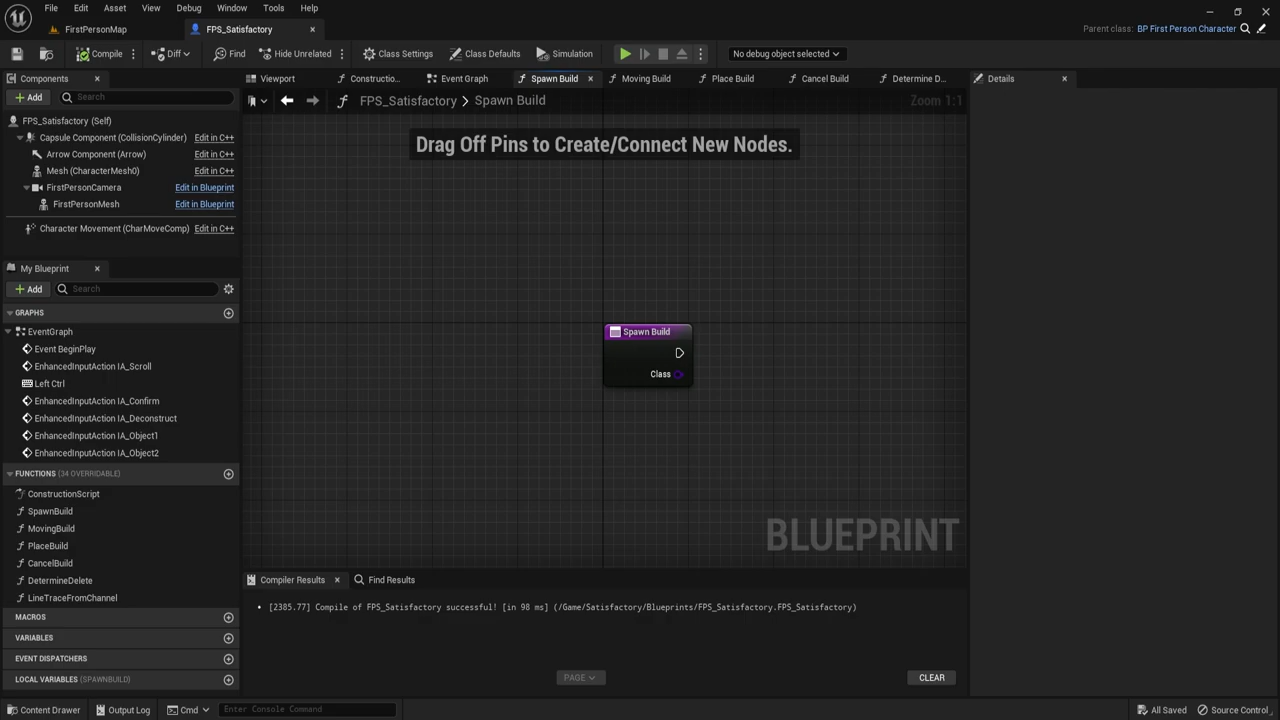 File Edit Asset View Debug Window Tools Help
FirstPersonMap
FPS_Satisfactory
Parent class: BP First Person Character
Compile
Diff
Find
Hide Unrelated
Class Settings
Class Defaults
Simulation
No debug object selected
Components
Viewport
Constructio...
Event Graph
Spawn Build
Moving Build
Place Build
Cancel Build
Determine D...
Details
Add
Search
FPS_Satisfactory > Spawn Build
Zoom 1:1
FPS_Satisfactory (Self)
Capsule Component (CollisionCylinder) Edit in C++
Arrow Component (Arrow) Edit in C++
Mesh (CharacterMesh0) Edit in C++
FirstPersonCamera Edit in Blueprint
FirstPersonMesh Edit in Blueprint
Character Movement (CharMoveComp) Edit in C++
Drag Off Pins to Create/Connect New Nodes.
My Blueprint
Add
Search
GRAPHS
EventGraph
Event BeginPlay
EnhancedInputAction IA_Scroll
Left Ctrl
EnhancedInputAction IA_Confirm
EnhancedInputAction IA_Deconstruct
EnhancedInputAction IA_Object1
EnhancedInputAction IA_Object2
FUNCTIONS (34 OVERRIDABLE)
ConstructionScript
SpawnBuild
MovingBuild
PlaceBuild
CancelBuild
DetermineDelete
LineTraceFromChannel
MACROS
VARIABLES
EVENT DISPATCHERS
LOCAL VARIABLES (SPAWNBUILD)
Spawn Build
Class
BLUEPRINT
Compiler Results
Find Results
[2385.77] Compile of FPS_Satisfactory successful! [in 98 ms] (/Game/Satisfactory/Blueprints/FPS_Satisfactory.FPS_Satisfactory)
PAGE
CLEAR
Content Drawer
Output Log
Cmd
Enter Console Command
All Saved
Source Control